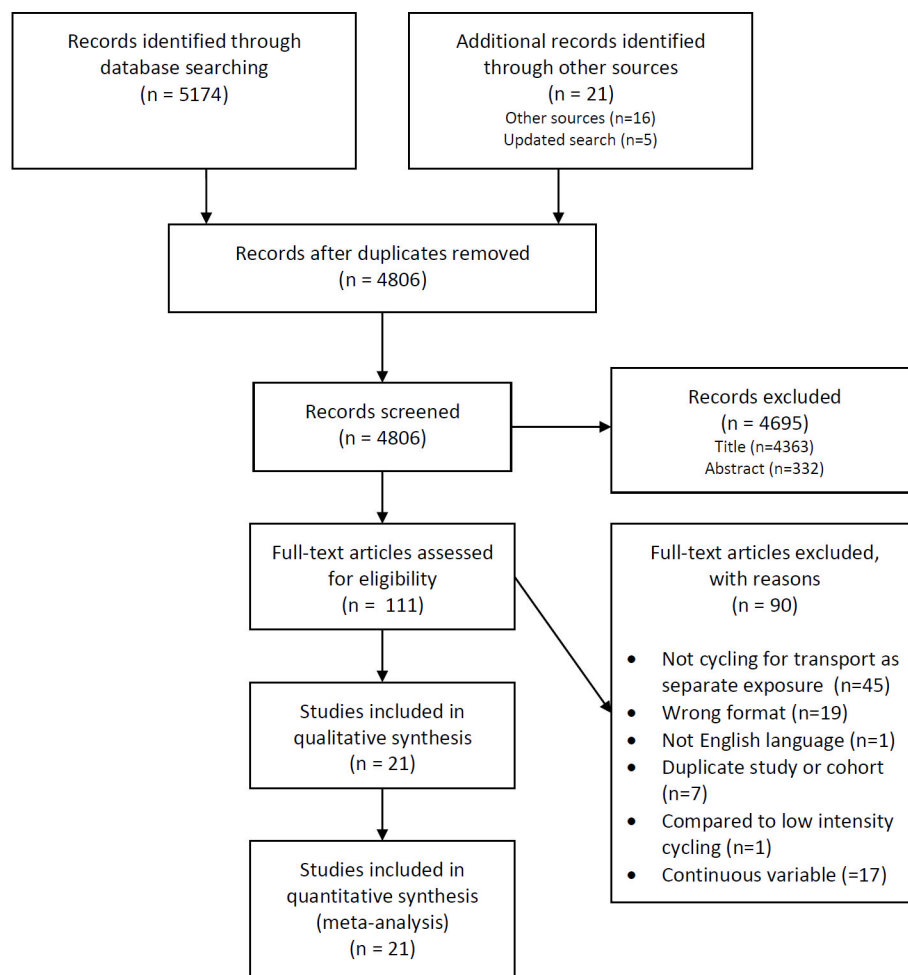 Records identified through
database searching
(n = 5174)
Additional records identified
through other sources
(n = 21)
Other sources (n=16)
Updated search (n=5)
Records after duplicates removed
(n = 4806)
Records screened
(n = 4806)
Records excluded
(n = 4695)
Title (n=4363)
Abstract (n=332)
Full-text articles assessed
for eligibility
(n = 111)
Full-text articles excluded,
with reasons
(n = 90)
• Not cycling for transport as
separate exposure (n=45)
• Wrong format (n=19)
• Not English language (n=1)
• Duplicate study or cohort
(n=7)
• Compared to low intensity
cycling (n=1)
• Continuous variable (=17)
Studies included in
qualitative synthesis
(n = 21)
Studies included in
quantitative synthesis
(meta-analysis)
(n = 21)